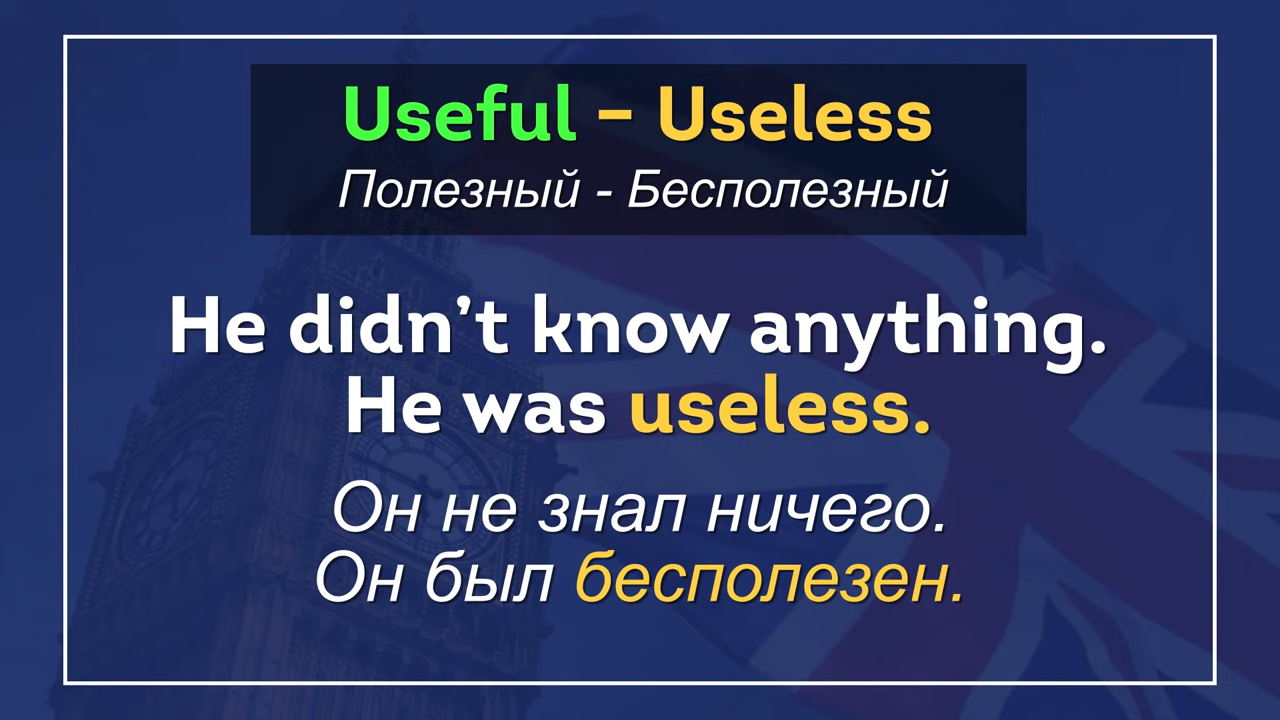 Useful – Useless
Полезный - Бесполезный
He didn’t know anything.
He was useless.
Он не знал ничего.
Он был бесполезен.